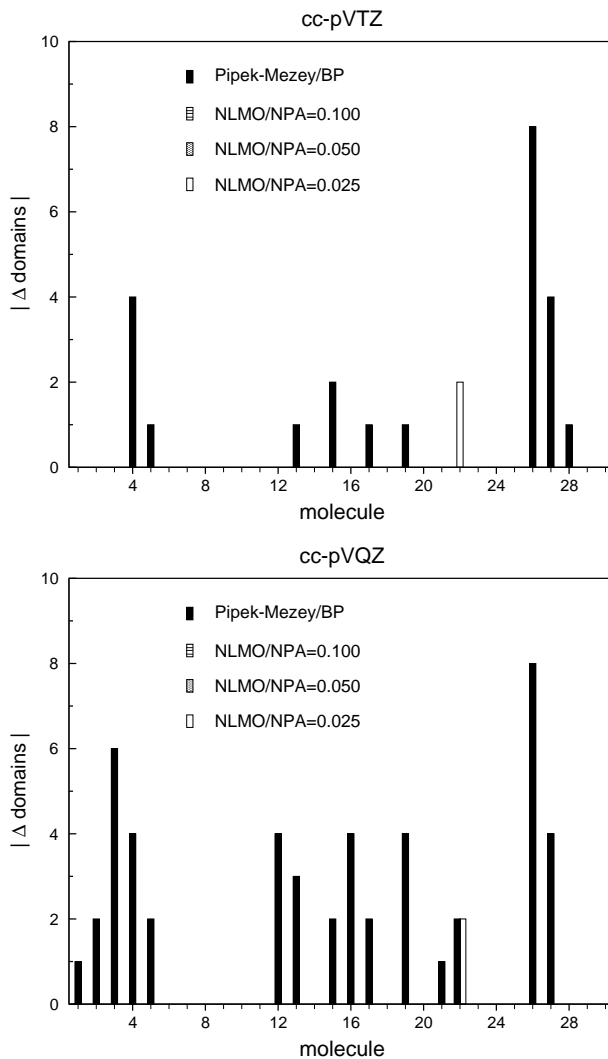 cc-pVTZ
10
8
6
4
2
0
| Δ domains |
Pipek-Mezey/BP
NLMO/NPA=0.100
NLMO/NPA=0.050
NLMO/NPA=0.025
4 8 12 16 20 24 28
molecule
cc-pVQZ
10
8
6
4
2
0
| Δ domains |
Pipek-Mezey/BP
NLMO/NPA=0.100
NLMO/NPA=0.050
NLMO/NPA=0.025
4 8 12 16 20 24 28
molecule